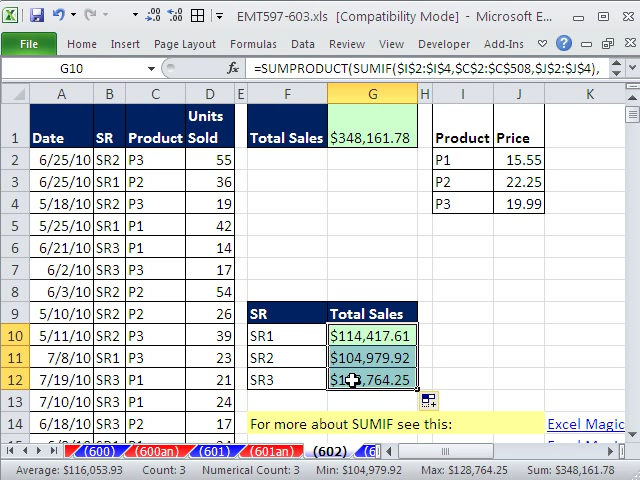 EMT597-603.xls [Compatibility Mode] - Microsoft E...
File Home Insert Formulas Data Review View Developer Add-Ins
G10 fx =SUMPRODUCT(SUMIF($I$2:$I$4,$C$2:$C$508,$J$2:$J$4),
A B C D E F G H I J K
1 Date SR Product Units Sold Total Sales $348,161.78 Product Price
2 6/25/10 SR2 P3 55 P1 15.55
3 6/25/10 SR1 P2 36 P2 22.25
4 5/18/10 SR2 P3 19 P3 19.99
5 5/25/10 SR1 P1 42
6 6/21/10 SR3 P1 14
7 6/2/10 SR3 P3 17
8 6/3/10 SR2 P2 54
9 5/10/10 SR2 P2 26 SR Total Sales
10 5/11/10 SR2 P3 39 SR1 $114,417.61
11 7/8/10 SR1 P3 23 SR2 $104,979.92
12 7/19/10 SR3 P1 21 SR3 ,764.25
13 7/10/10 SR3 P1 24
14 6/24/10 SR3 P2 17 For more about SUMIF see this: Excel Magic
15
(600) (600an) (601) (601an) (602) (6
Average: $116,053.93 Count: 3 Numerical Count: 3 Min: $104,979.92 Max: $128,764.25 Sum: $348,161.78